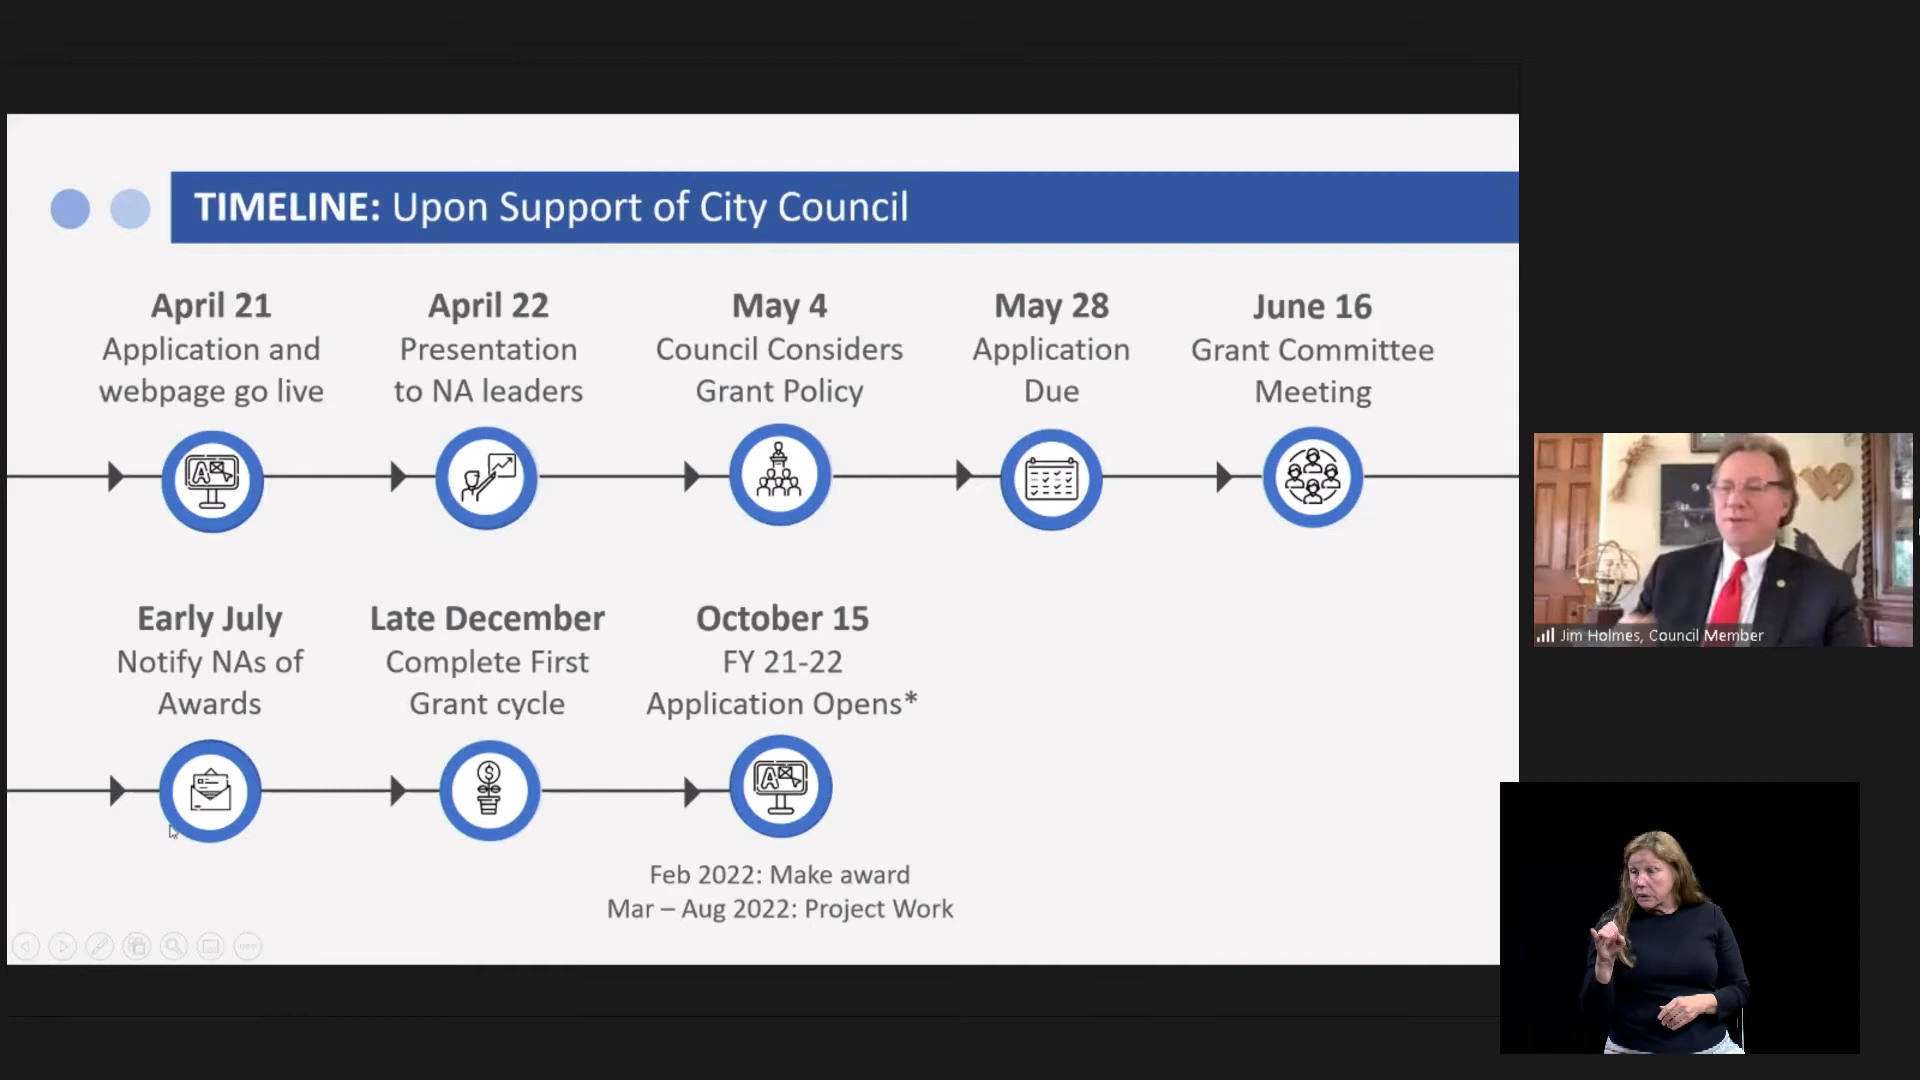 TIMELINE: Upon Support of City Council
April 21
Application and
webpage go live
April 22
Presentation
to NA leaders
May 4
Council Considers
Grant Policy
May 28
Application
Due
June 16
Grant Committee
Meeting
Early July
Notify NAs of
Awards
Late December
Complete First
Grant cycle
October 15
FY 21-22
Application Opens*
Feb 2022: Make award
Mar – Aug 2022: Project Work
Jim Holmes, Council Member